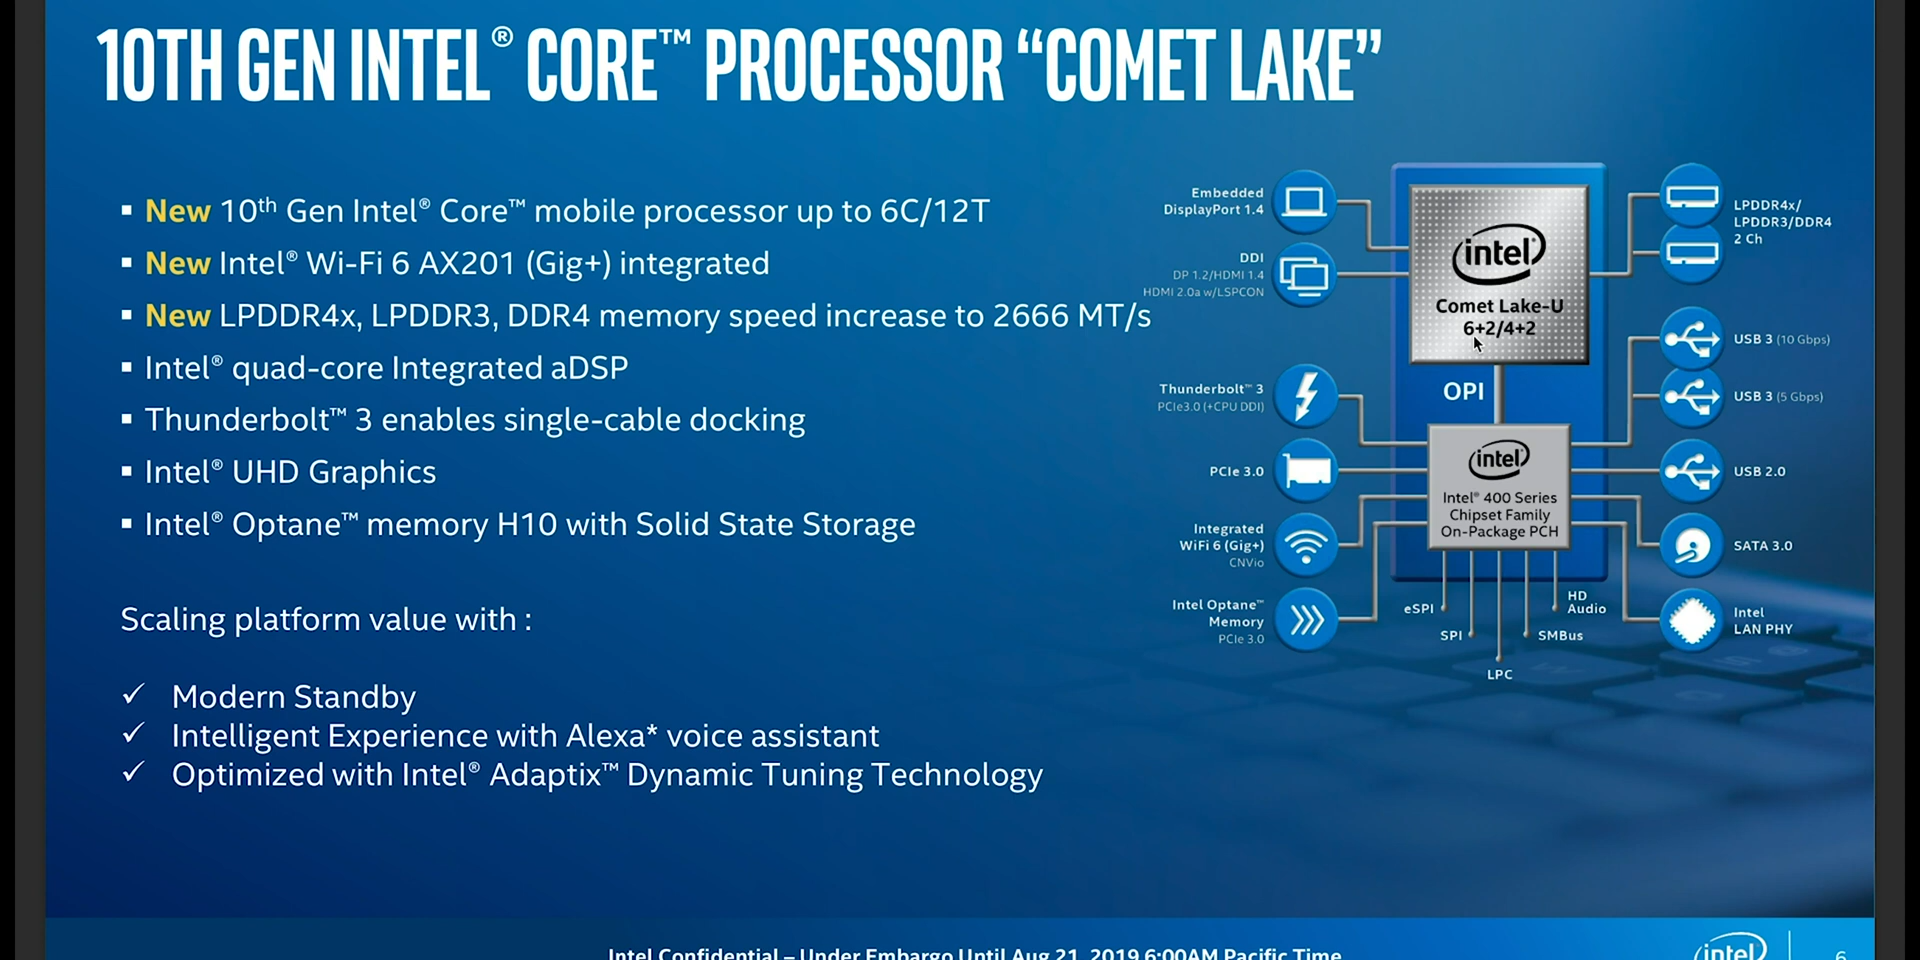 10TH GEN INTEL® CORE™ PROCESSOR “COMET LAKE”
▪ New 10th Gen Intel® Core™ mobile processor up to 6C/12T
▪ New Intel® Wi-Fi 6 AX201 (Gig+) integrated
▪ New LPDDR4x, LPDDR3, DDR4 memory speed increase to 2666 MT/s
▪ Intel® quad-core Integrated aDSP
▪ Thunderbolt™ 3 enables single-cable docking
▪ Intel® UHD Graphics
▪ Intel® Optane™ memory H10 with Solid State Storage
Scaling platform value with :
✓ Modern Standby
✓ Intelligent Experience with Alexa* voice assistant
✓ Optimized with Intel® Adaptix™ Dynamic Tuning Technology
Embedded
DisplayPort 1.4
DDI
DP 1.2/HDMI 1.4
HDMI 2.0a w/LSPCON
Thunderbolt™ 3
PCIe3.0 (+CPU DDI)
PCIe 3.0
Integrated
WiFi 6 (Gig+)
CNVio
Intel Optane™
Memory
PCIe 3.0
intel®
Comet Lake-U
6+2/4+2
OPI
intel®
Intel® 400 Series
Chipset Family
On-Package PCH
eSPI
SPI
LPC
SMBus
HD
Audio
LPDDR4x/
LPDDR3/DDR4
2 Ch
USB 3 (10 Gbps)
USB 3 (5 Gbps)
USB 2.0
SATA 3.0
Intel
LAN PHY
Intel Confidential – Under Embargo Until Aug 21, 2019 6:00AM Pacific Time
intel
6